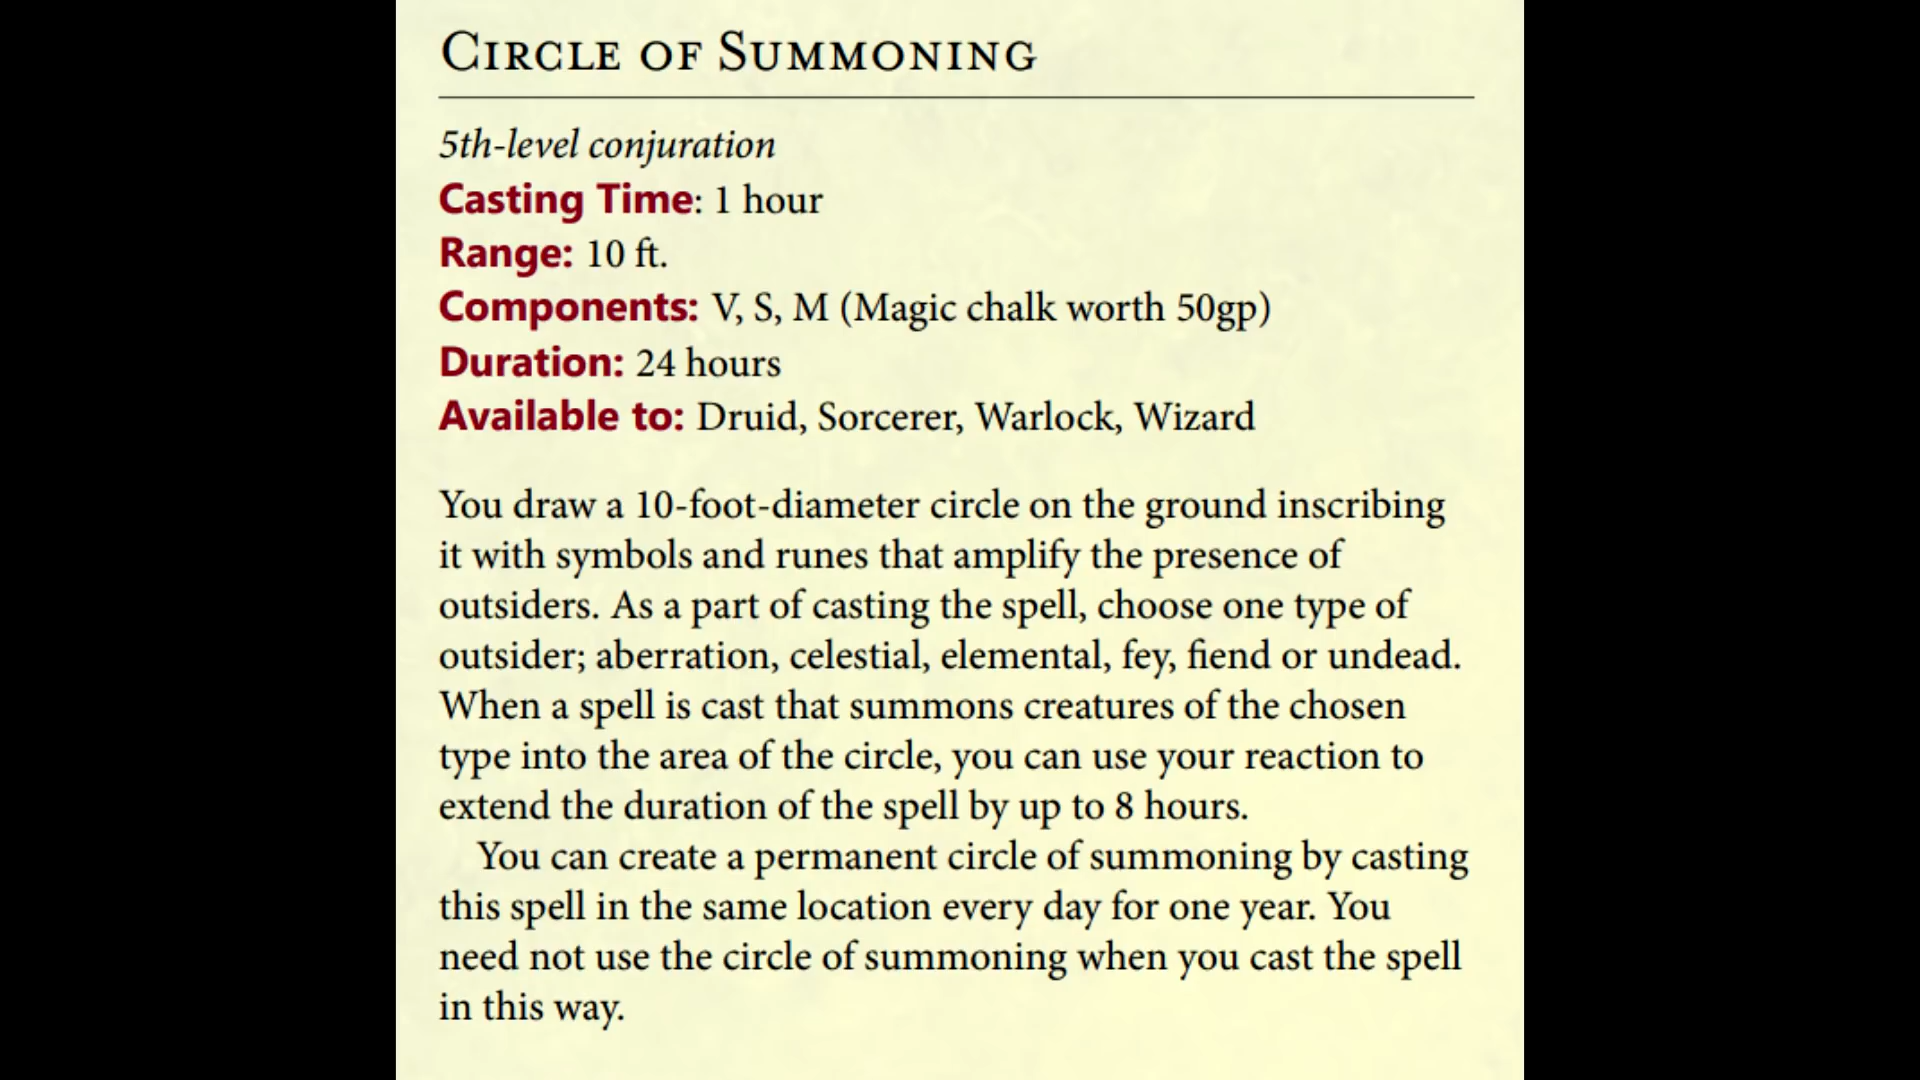 Circle of Summoning
5th-level conjuration
Casting Time: 1 hour
Range: 10 ft.
Components: V, S, M (Magic chalk worth 50gp)
Duration: 24 hours
Available to: Druid, Sorcerer, Warlock, Wizard
You draw a 10-foot-diameter circle on the ground inscribing
it with symbols and runes that amplify the presence of
outsiders. As a part of casting the spell, choose one type of
outsider; aberration, celestial, elemental, fey, fiend or undead.
When a spell is cast that summons creatures of the chosen
type into the area of the circle, you can use your reaction to
extend the duration of the spell by up to 8 hours.
You can create a permanent circle of summoning by casting
this spell in the same location every day for one year. You
need not use the circle of summoning when you cast the spell
in this way.